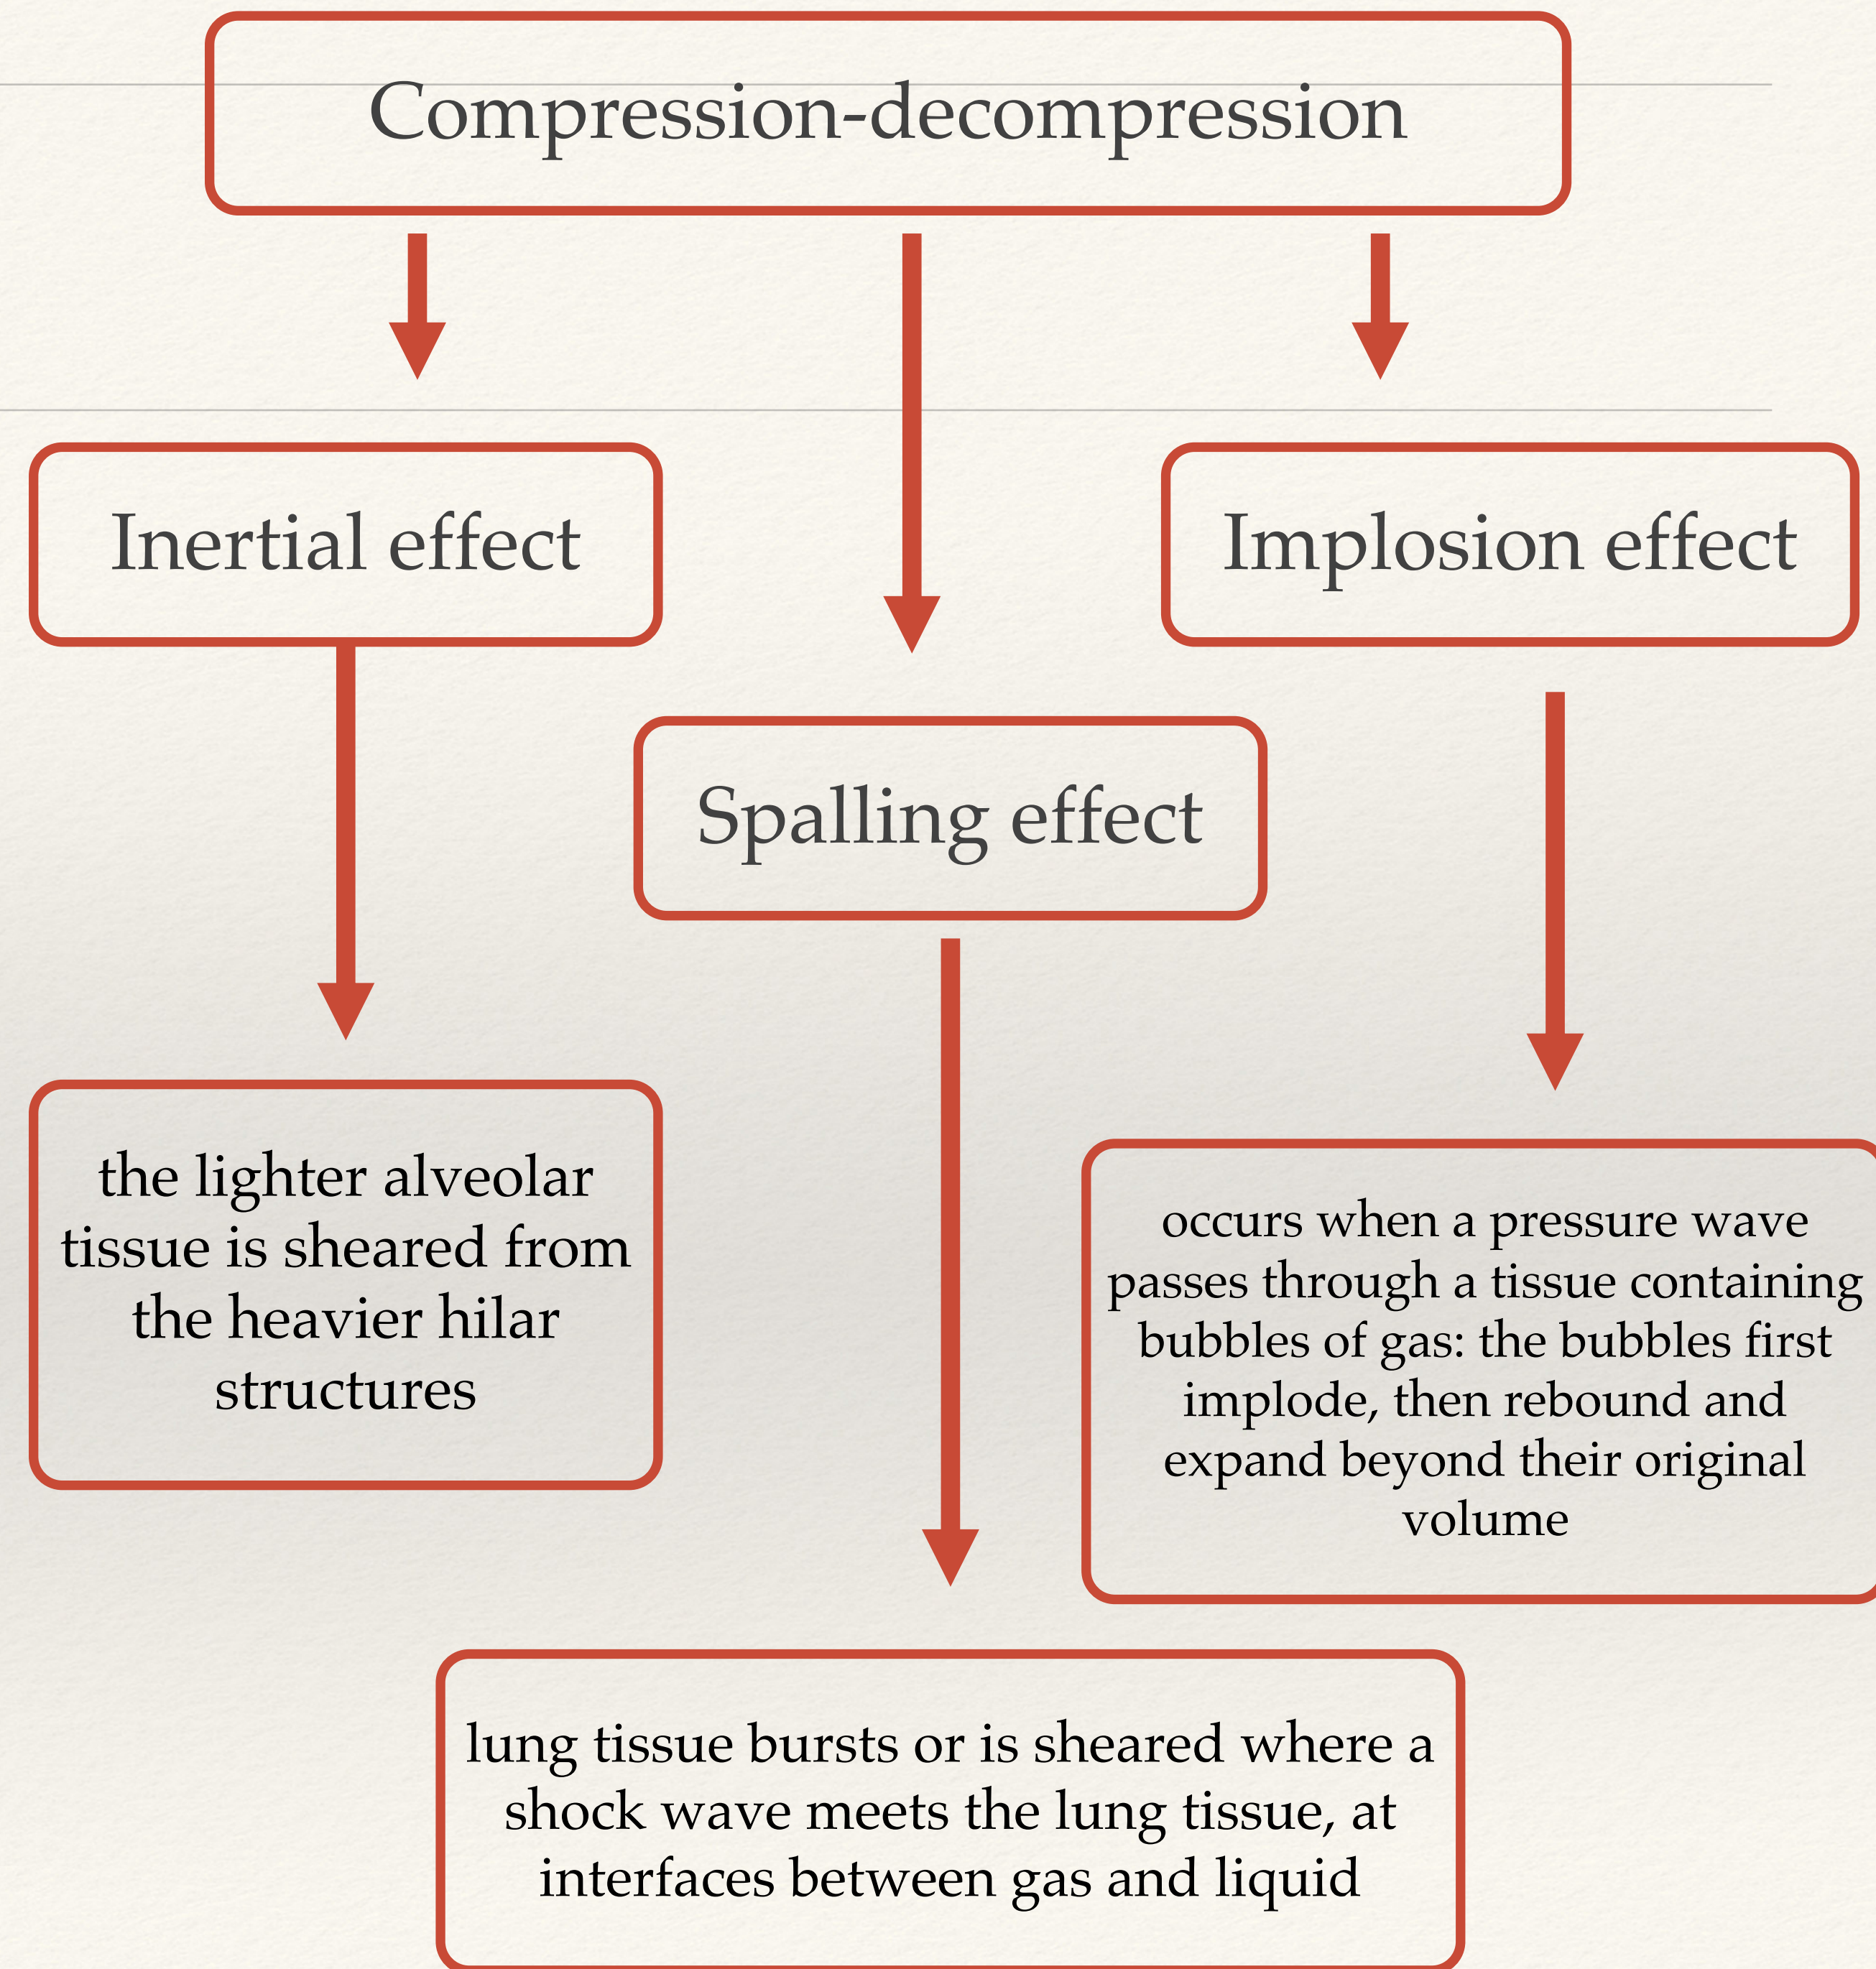 Compression-decompression
Inertial effect
Implosion effect
Spalling effect
the lighter alveolar
tissue is sheared from
the heavier hilar
structures
occurs when a pressure wave
passes through a tissue containing
bubbles of gas: the bubbles first
implode, then rebound and
expand beyond their original
volume
lung tissue bursts or is sheared where a
shock wave meets the lung tissue, at
interfaces between gas and liquid